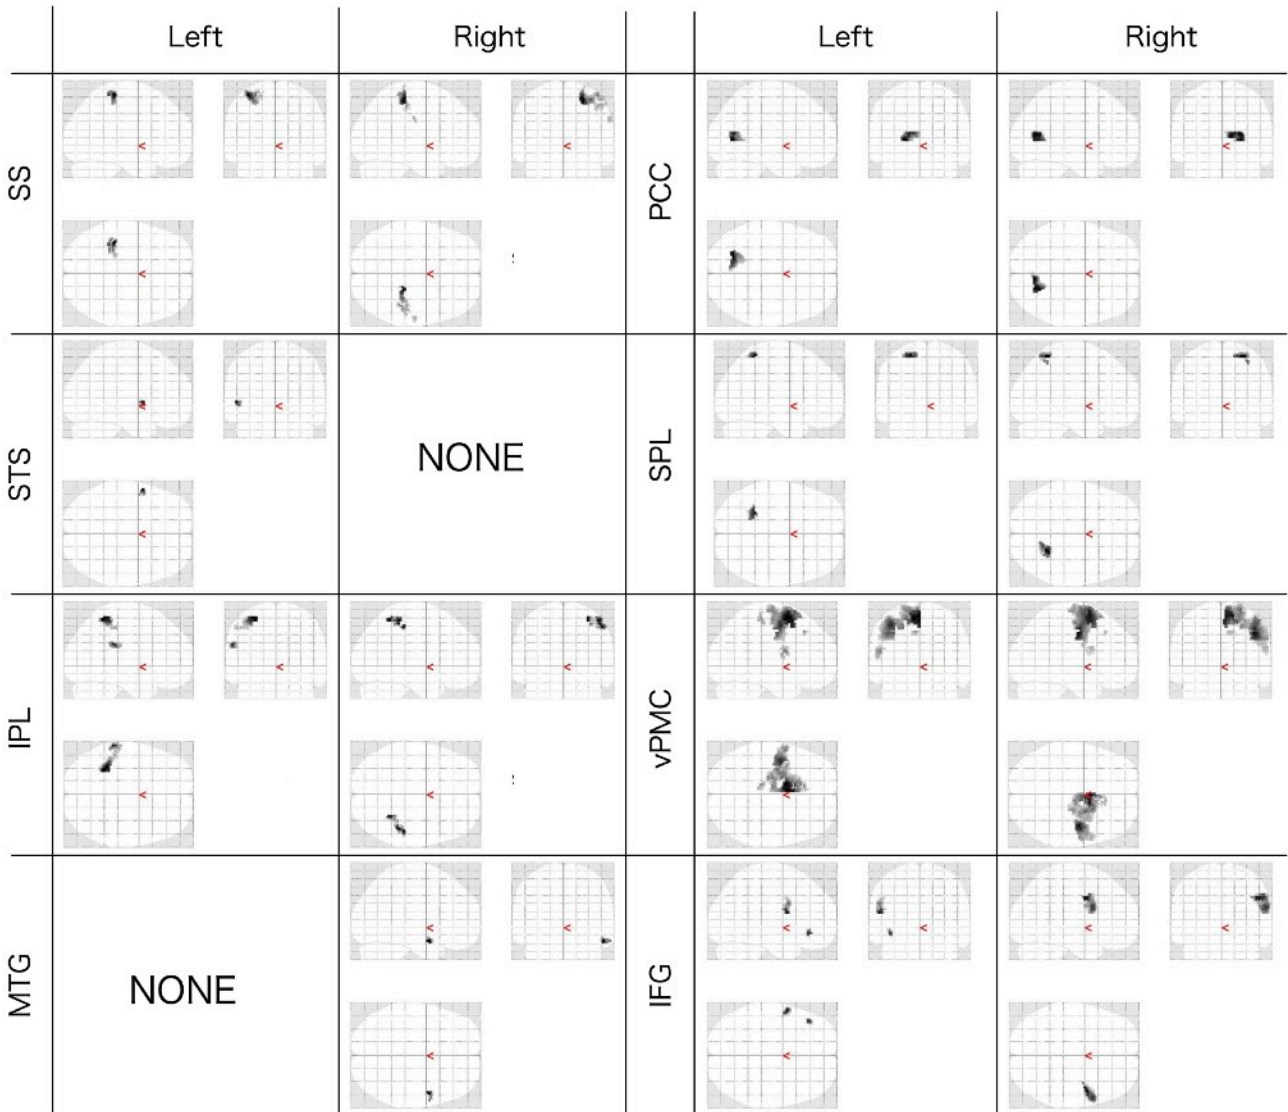 Left Right Left Right
SS PCC
STS NONE SPL
IPL vPMC
MTG NONE IFG